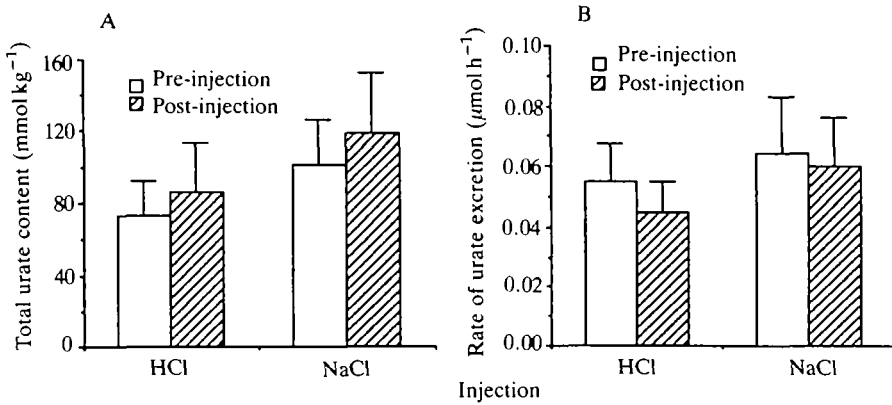 A
Total urate content (mmol kg⁻¹)
160
120
80
40
0
Pre-injection
Post-injection
HCl
NaCl
B
Rate of urate excretion (µmol h⁻¹)
0.10
0.08
0.06
0.04
0.02
0.00
Pre-injection
Post-injection
HCl
NaCl
Injection